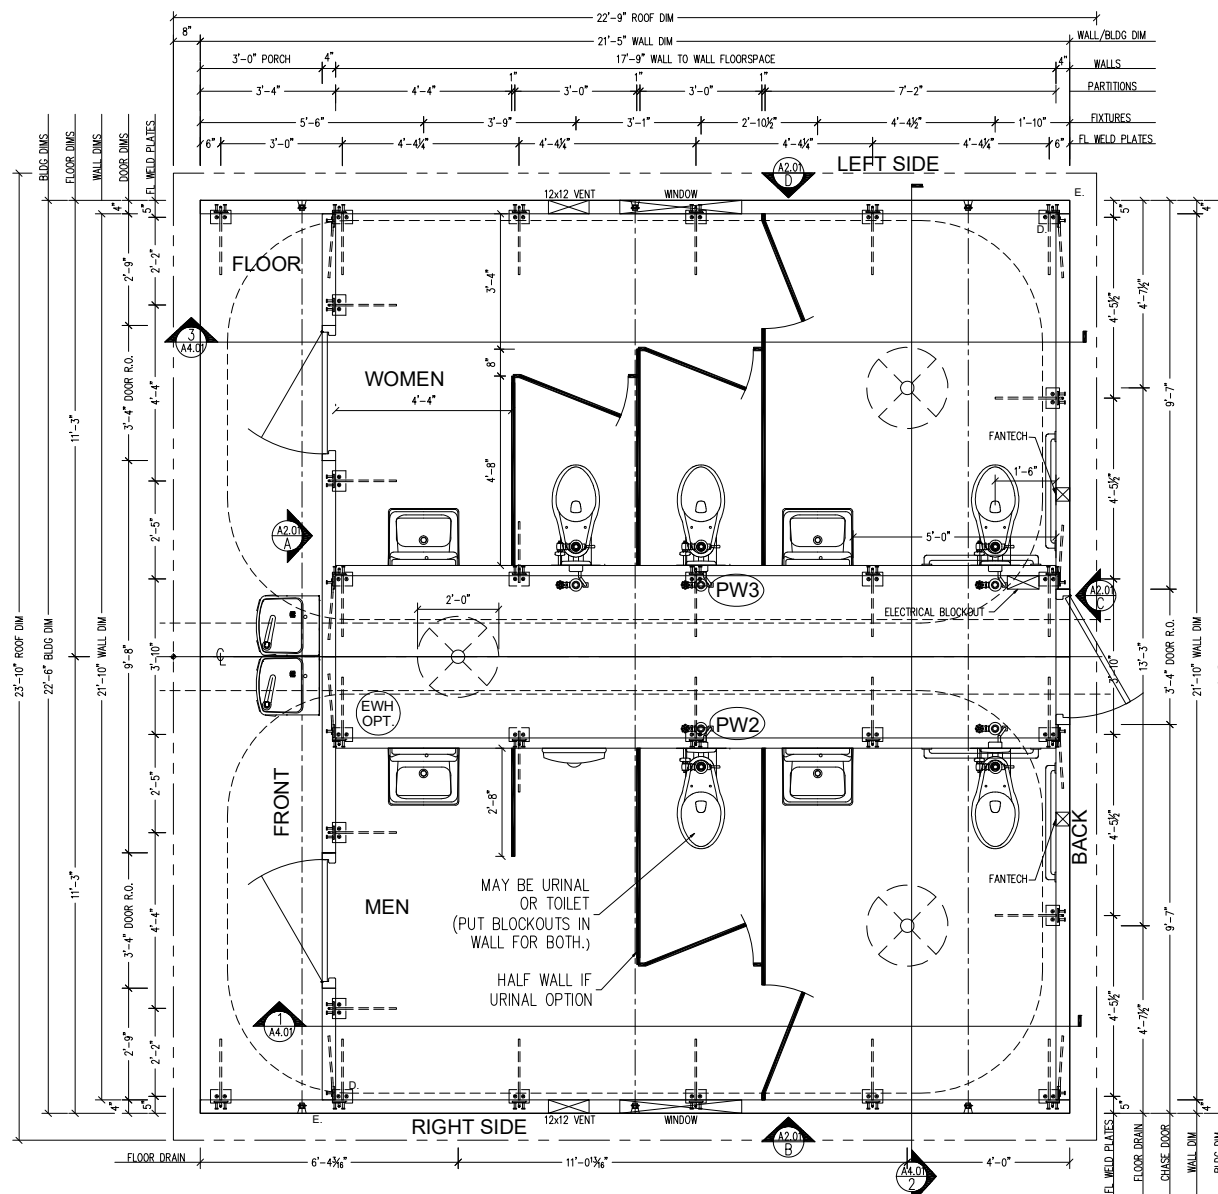 22'-9" ROOF DIM
8"
21'-5" WALL DIM
WALL/BLDG DIM
3'-0" PORCH
4"
17'-9" WALL TO WALL FLOORSPACE
4"
WALLS
3'-4"
4'-4"
1"
3'-0"
1"
3'-0"
1"
7'-2"
PARTITIONS
5'-6"
3'-9"
3'-1"
2'-10½"
4'-4½"
1'-10"
FIXTURES
6"
3'-0"
4'-4¼"
4'-4¼"
4'-4¼"
4'-4¼"
6"
FL WELD PLATES
BLDG DIMS
FLOOR DIMS
WALL DIMS
DOOR DIMS
FL WELD PLATES
LEFT SIDE
A2.01
D
12x12 VENT
WINDOW
E.
D.
4"
5"
5"
4"
FLOOR
2'-9"
2'-2"
3'-4"
4'-5½"
4'-7½"
3
A4.01
WOMEN
8"
4'-4"
3'-4" DOOR R.O.
4'-4"
11'-3"
9'-7"
FANTECH
1'-6"
4'-8"
4'-5½"
A2.01
A
2'-5"
5'-0"
PW3
ELECTRICAL BLOCKOUT
A2.01
C
2'-0"
23'-10" ROOF DIM
22'-6" BLDG DIM
21'-10" WALL DIM
9'-8"
3'-10"
CL
13'-3"
3'-4" DOOR R.O.
21'-10" WALL DIM
EWH
OPT.
PW2
FRONT
2'-5"
2'-8"
4'-5½"
BACK
MAY BE URINAL
OR TOILET
(PUT BLOCKOUTS IN
WALL FOR BOTH.)
FANTECH
MEN
11'-3"
3'-4" DOOR R.O.
4'-4"
9'-7"
HALF WALL IF
URINAL OPTION
1
A4.01
4'-5½"
4'-7½"
2'-9"
2'-2"
D.
4"
5"
E.
5"
4"
12x12 VENT
WINDOW
RIGHT SIDE
A2.01
B
FLOOR DRAIN
6'-4³⁄₁₆"
11'-0¹³⁄₁₆"
4'-0"
A4.01
2
FL WELD PLATES
FLOOR DRAIN
CHASE DOOR
WALL DIM
BLDG DIM